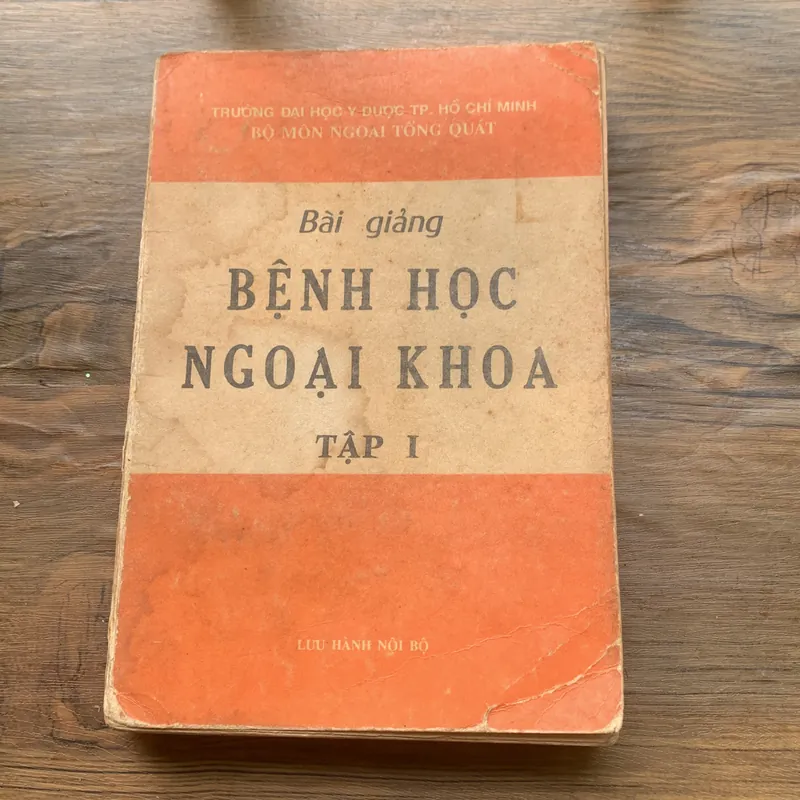 TRƯỜNG ĐẠI HỌC Y DƯỢC TP. HỒ CHÍ MINH
BỘ MÔN NGOẠI TỔNG QUÁT
Bài giảng
BỆNH HỌC
NGOẠI KHOA
TẬP I
LƯU HÀNH NỘI BỘ